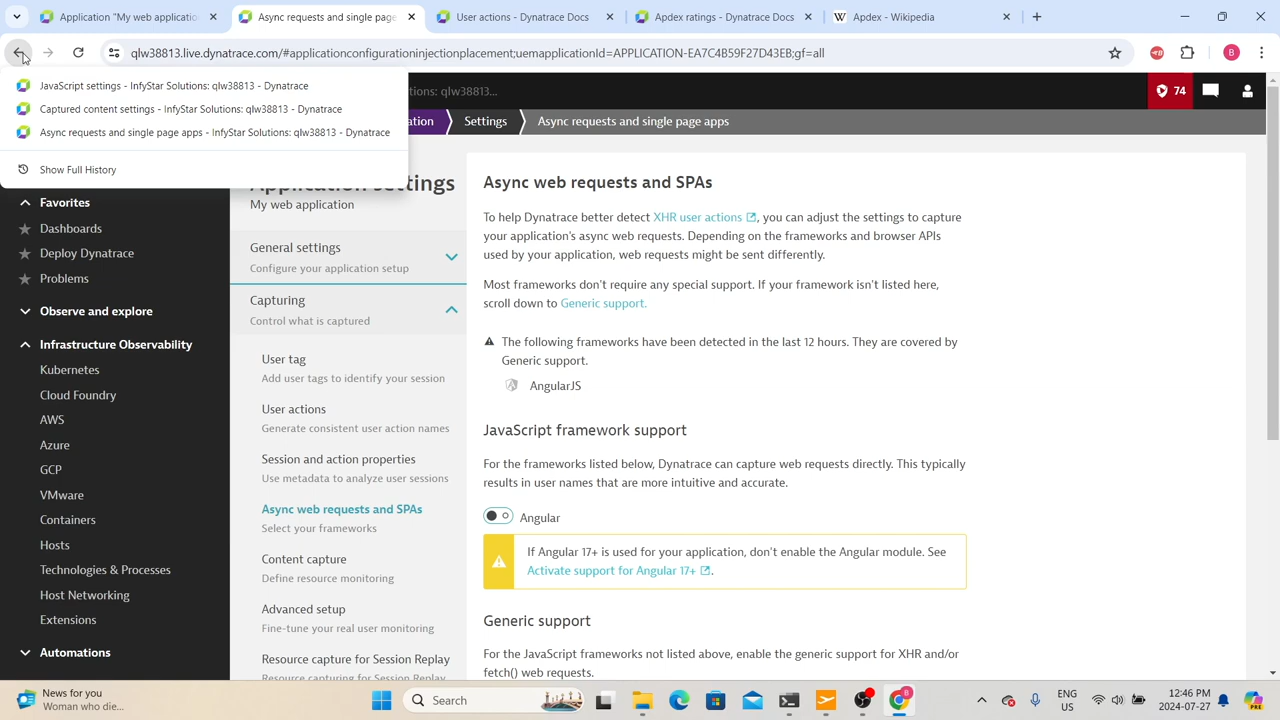 Application "My web applicatio
Async requests and single page
User actions - Dynatrace Docs
Apdex ratings - Dynatrace Docs
Apdex - Wikipedia
qlw38813.live.dynatrace.com/#applicationconfigurationinjectionplacement;uemapplicationId=APPLICATION-EA7C4B59F27D43EB;gf=all
B
JavaScript settings - InfyStar Solutions: qlw38813 - Dynatrace
Captured content settings - InfyStar Solutions: qlw38813 - Dynatrace
Async requests and single page apps - InfyStar Solutions: qlw38813 - Dynatrace
Show Full History
tions: qlw38813...
74
ation
Settings
Async requests and single page apps
Favorites
Dashboards
Deploy Dynatrace
Problems
Observe and explore
Infrastructure Observability
Kubernetes
Cloud Foundry
AWS
Azure
GCP
VMware
Containers
Hosts
Technologies & Processes
Host Networking
Extensions
Automations
Application settings
My web application
General settings
Configure your application setup
Capturing
Control what is captured
User tag
Add user tags to identify your session
User actions
Generate consistent user action names
Session and action properties
Use metadata to analyze user sessions
Async web requests and SPAs
Select your frameworks
Content capture
Define resource monitoring
Advanced setup
Fine-tune your real user monitoring
Resource capture for Session Replay
Resource capturing for Session Replay
Async web requests and SPAs
To help Dynatrace better detect XHR user actions, you can adjust the settings to capture
your application's async web requests. Depending on the frameworks and browser APIs
used by your application, web requests might be sent differently.
Most frameworks don't require any special support. If your framework isn't listed here,
scroll down to Generic support.
The following frameworks have been detected in the last 12 hours. They are covered by
Generic support.
AngularJS
JavaScript framework support
For the frameworks listed below, Dynatrace can capture web requests directly. This typically
results in user names that are more intuitive and accurate.
Angular
If Angular 17+ is used for your application, don't enable the Angular module. See
Activate support for Angular 17+.
Generic support
For the JavaScript frameworks not listed above, enable the generic support for XHR and/or
fetch() web requests.
News for you
Woman who die...
Search
B
ENG
US
12:46 PM
2024-07-27
PRE